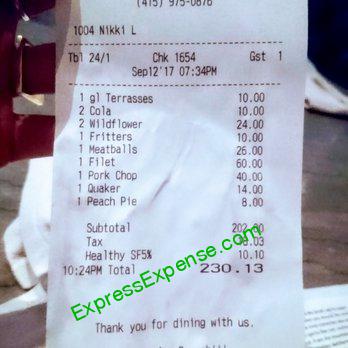 (415) 975-0876
1004 Nikki L
Tbl 24/1 Chk 1654 Gst 1
Sep12'17 07:34PM
1 gl Terrasses 10.00
2 Cola 10.00
2 Wildflower 24.00
1 Fritters 10.00
1 Meatballs 26.00
1 Filet 60.00
1 Pork Chop 40.00
1 Quaker 14.00
1 Peach Pie 8.00
Subtotal 202.00
Tax 18.03
Healthy SF5% 10.10
10:24PM Total 230.13
ExpressExpense.com
Thank you for dining with us.